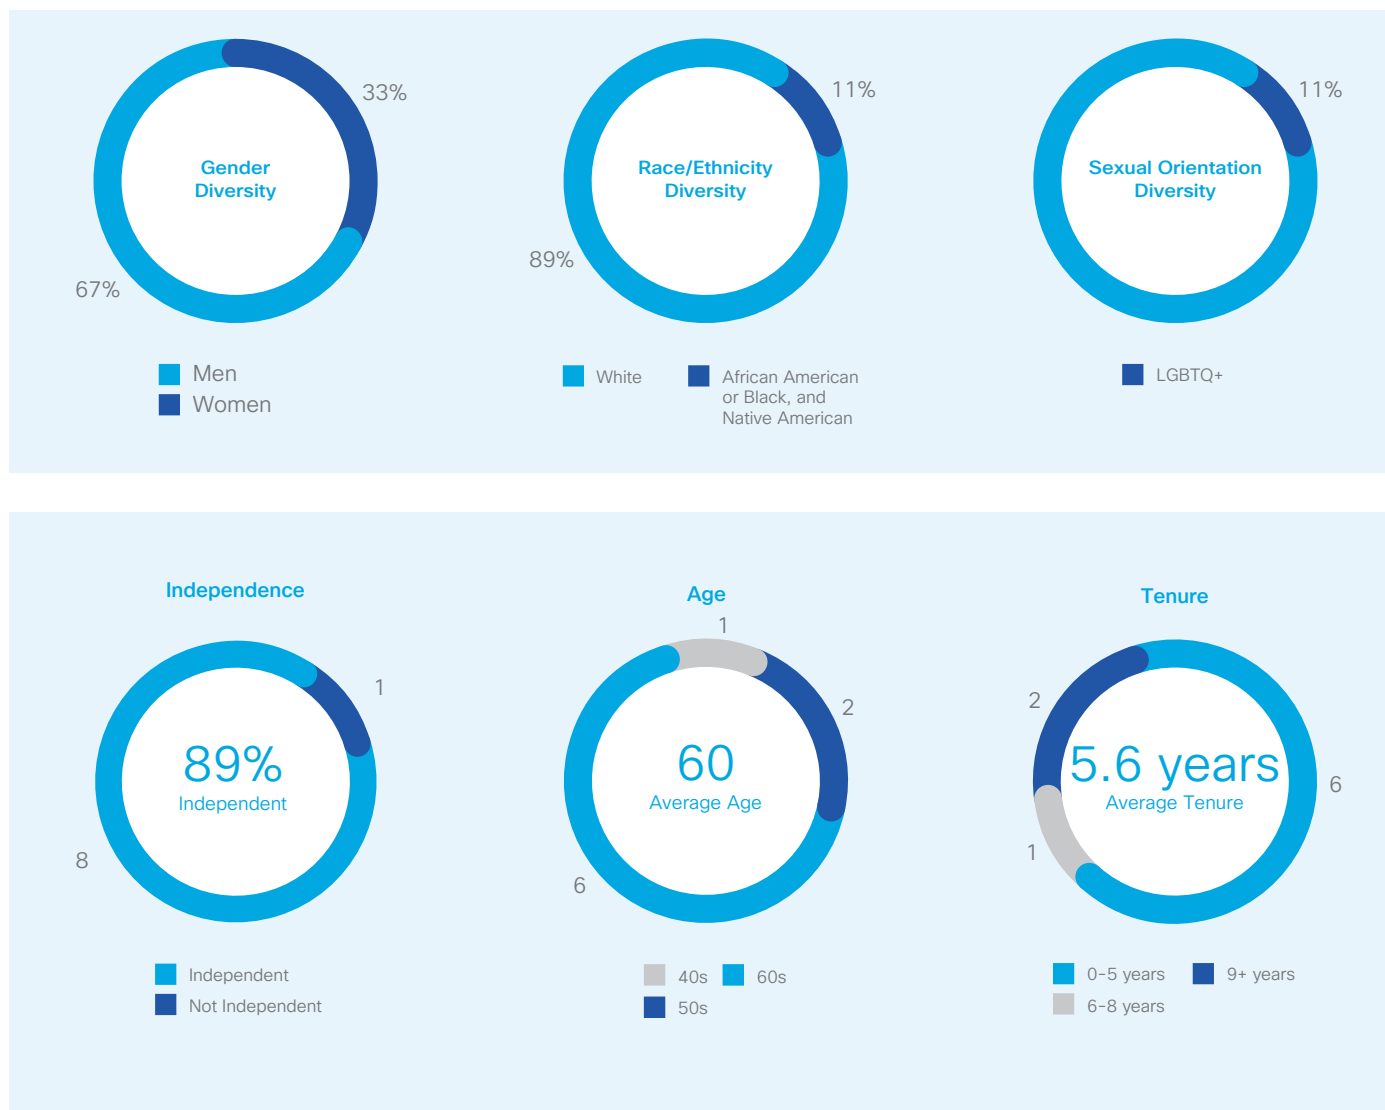 33%
Gender
Diversity
67%
Men
Women
11%
Race/Ethnicity
Diversity
89%
White
African American
or Black, and
Native American
11%
Sexual Orientation
Diversity
LGBTQ+
Independence
1
89%
Independent
8
Independent
Not Independent
Age
1
2
60
Average Age
6
40s
60s
50s
Tenure
2
5.6 years
6
Average Tenure
1
0-5 years
9+ years
6-8 years